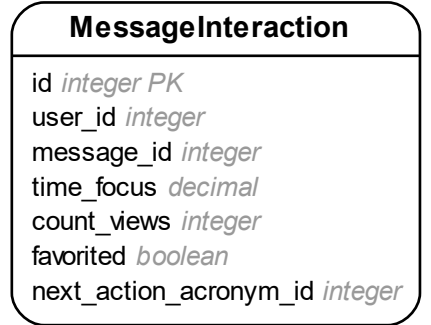 MessageInteraction
id integer PK
user_id integer
message_id integer
time_focus decimal
count_views integer
favorited boolean
next_action_acronym_id integer